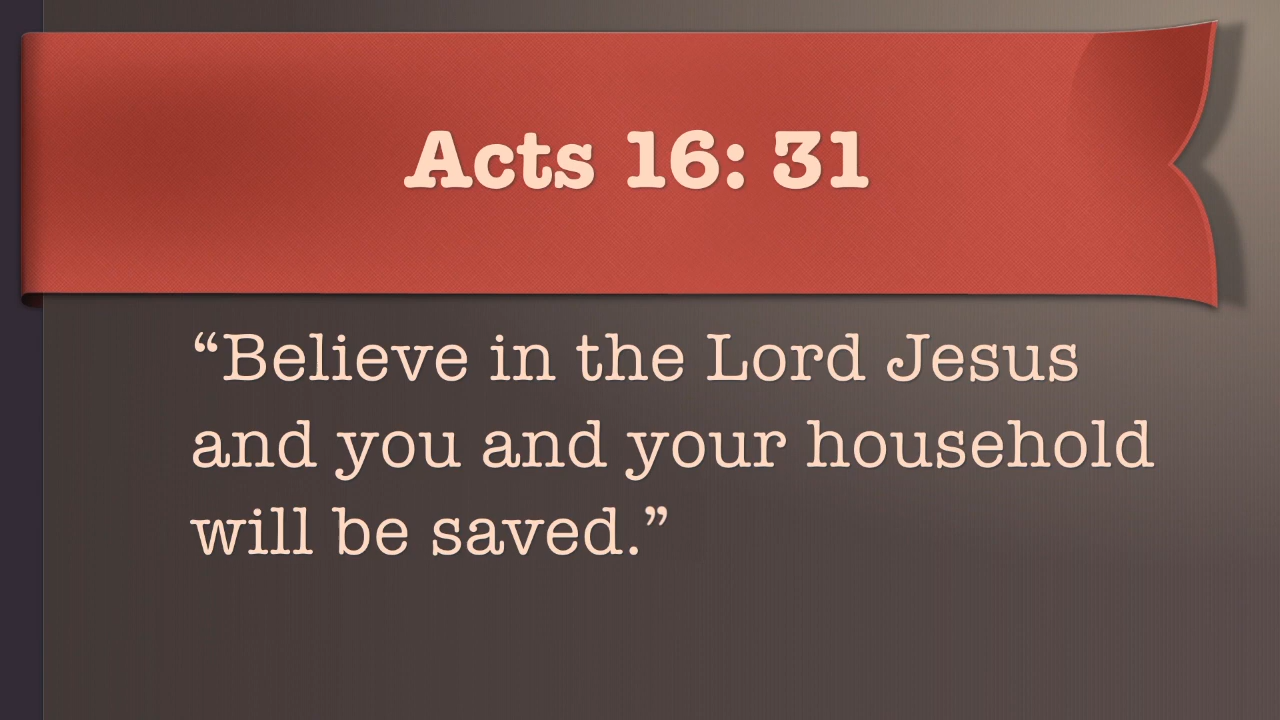 Acts 16: 31
“Believe in the Lord Jesus
and you and your household
will be saved.”